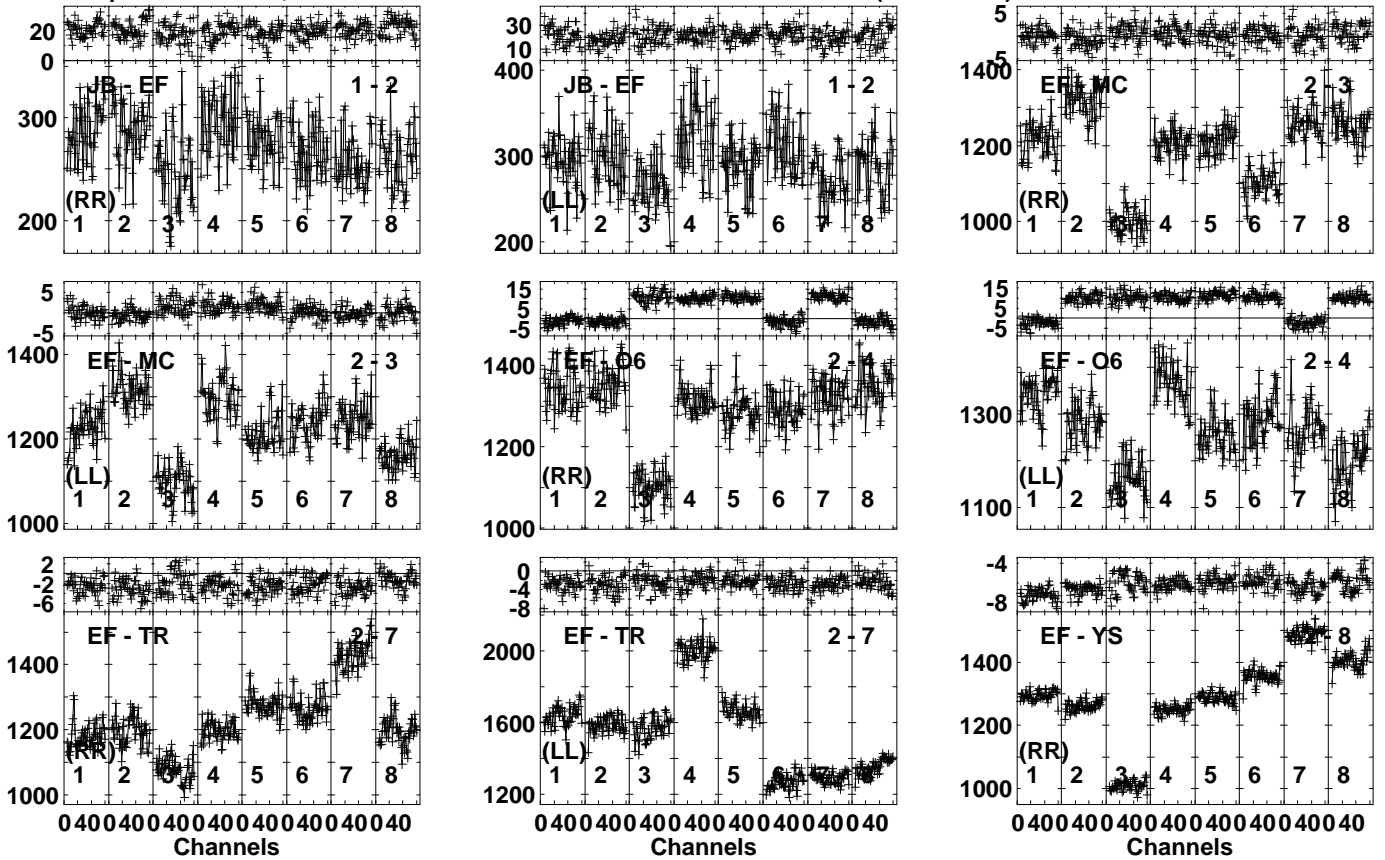 20
0
JB - EF 1 - 2
300
200
(RR)
1 2 3 4 5 6 7 8
30
10
JB - EF 1 - 2
400
300
200
(LL)
1 2 3 4 5 6 7 8
5
-5
EF - MC 2 - 3
1400
1200
1000
(RR)
1 2 3 4 5 6 7 8
5
-5
EF - MC 2 - 3
1400
1200
1000
(LL)
1 2 3 4 5 6 7 8
15
5
-5
EF - O6 2 - 4
1400
1200
1000
(RR)
1 2 3 4 5 6 7 8
15
5
-5
EF - O6 2 - 4
1300
1100
(LL)
1 2 3 4 5 6 7 8
2
-2
-6
EF - TR 2 - 7
1400
1200
1000
(RR)
1 2 3 4 5 6 7 8
0
-4
-8
EF - TR 2 - 7
2000
1600
1200
(LL)
1 2 3 4 5 6 7 8
-4
-8
EF - YS 2 - 8
1400
1200
1000
(RR)
1 2 3 4 5 6 7 8
0 40 0 40 0 40 0 40 0 40 0 40 0 40 0 40
Channels
0 40 0 40 0 40 0 40 0 40 0 40 0 40 0 40
Channels
0 40 0 40 0 40 0 40 0 40 0 40 0 40 0 40
Channels